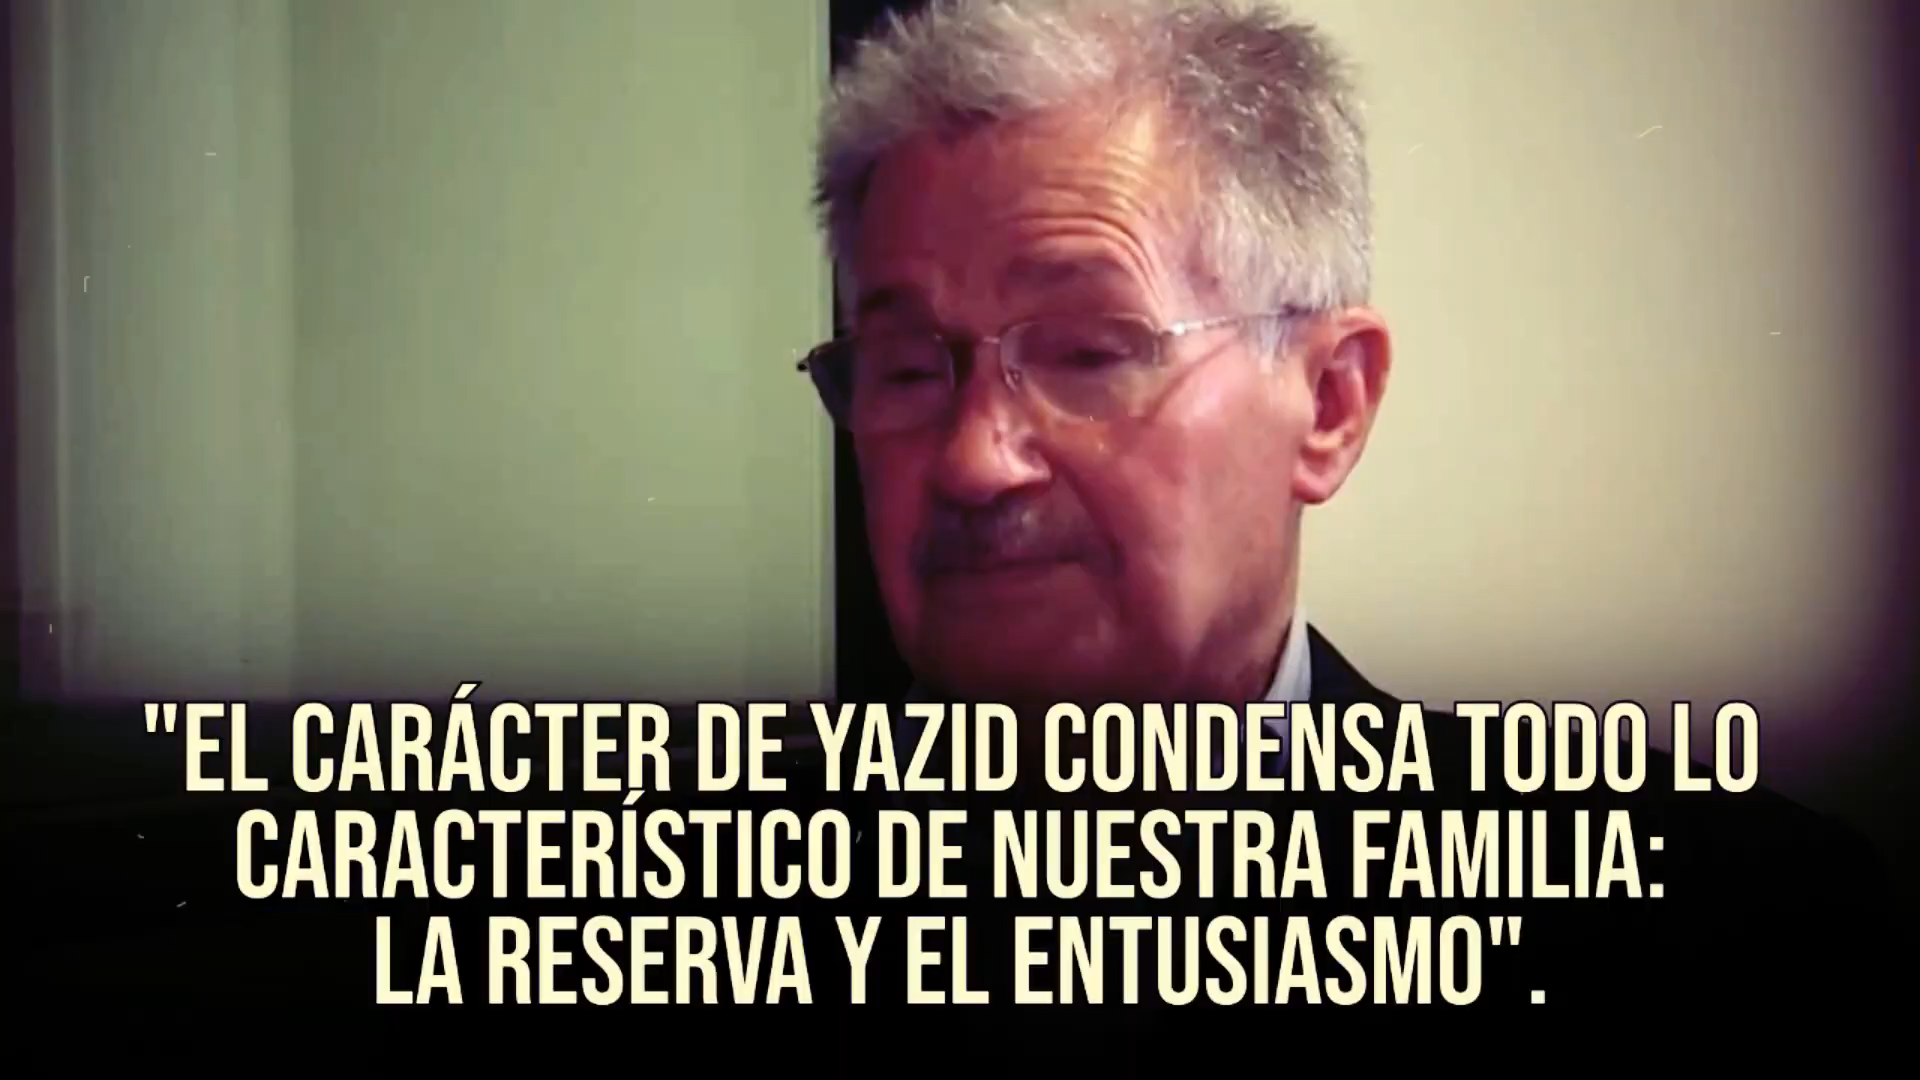 "EL CARÁCTER DE YAZID CONDENSA TODO LO
CARACTERÍSTICO DE NUESTRA FAMILIA:
LA RESERVA Y EL ENTUSIASMO".